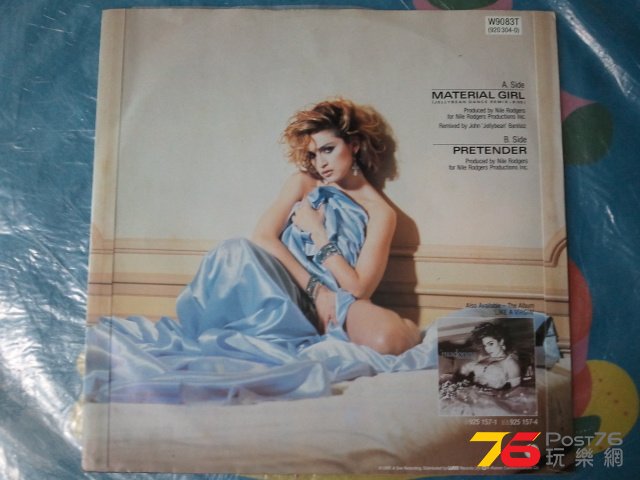 W9083T
(920 304-0)
A. Side
MATERIAL GIRL
(JELLYBEAN DANCE REMIX)
Produced by Nile Rodgers
for Nile Rodgers Productions Inc.
Remixed by John 'Jellybean' Benitez
B. Side
PRETENDER
Produced by Nile Rodgers
for Nile Rodgers Productions Inc.
Also Available – The Album
LIKE A VIRGIN
925 157-1 925 157-4
76 Post76
玩樂網